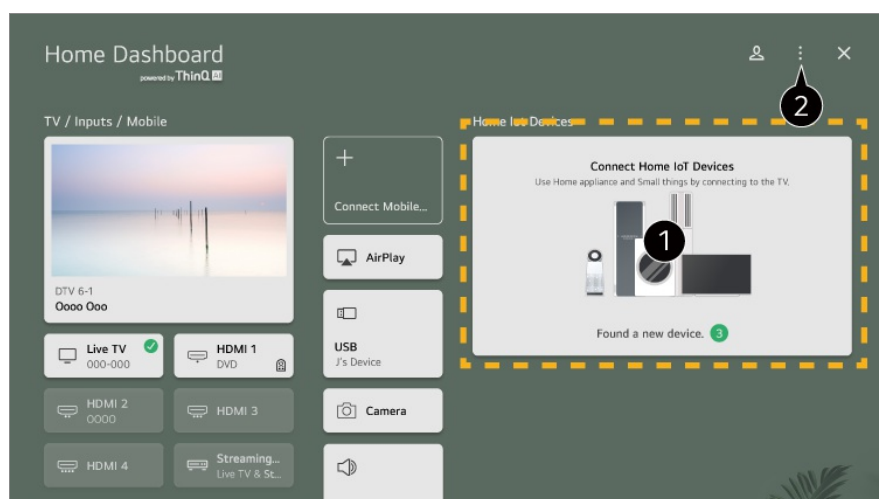 Home Dashboard
powered by ThinQ AI
2
TV / Inputs / Mobile
Home IoT Devices
DTV 6-1
Oooo Ooo
Live TV
000-000
HDMI 1
DVD
HDMI 2
OOOO
HDMI 3
HDMI 4
Streaming...
Live TV & St...
Connect Mobile...
AirPlay
USB
J's Device
Camera
Connect Home IoT Devices
Use Home appliance and Small things by connecting to the TV.
1
Found a new device. 3